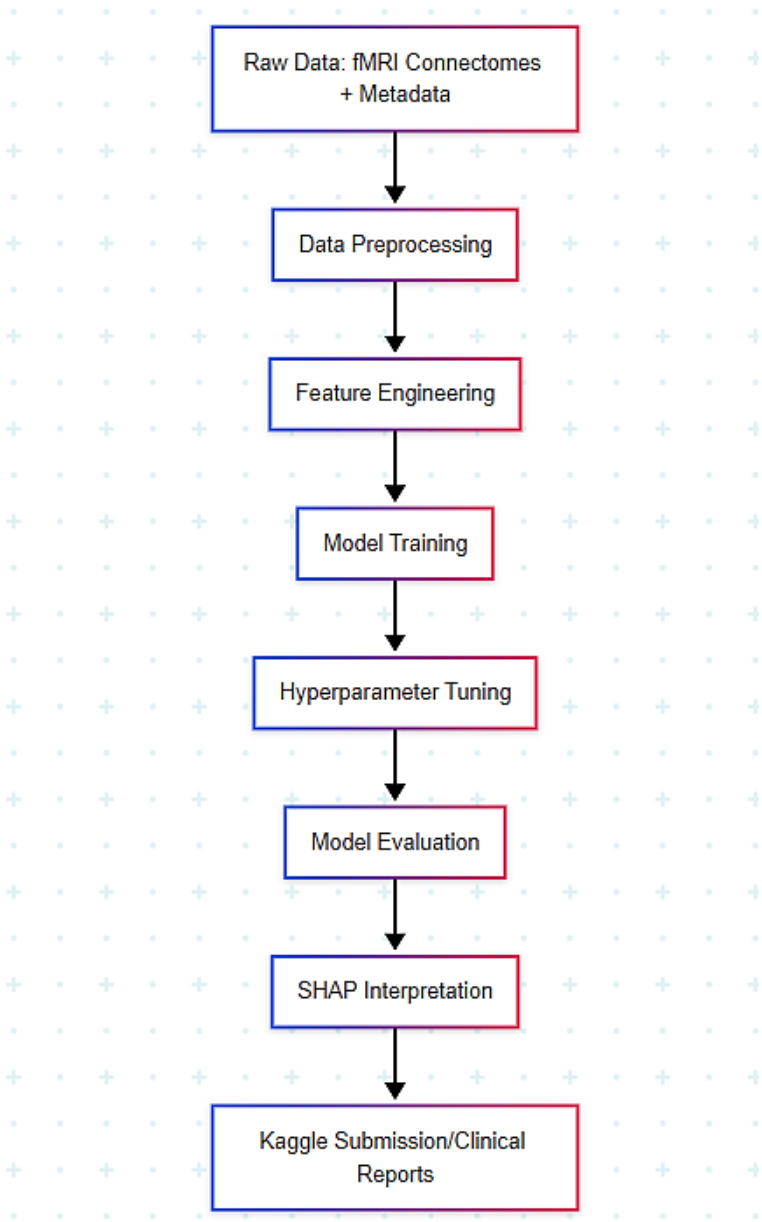 Raw Data: fMRI Connectomes
+ Metadata
Data Preprocessing
Feature Engineering
Model Training
Hyperparameter Tuning
Model Evaluation
SHAP Interpretation
Kaggle Submission/Clinical
Reports